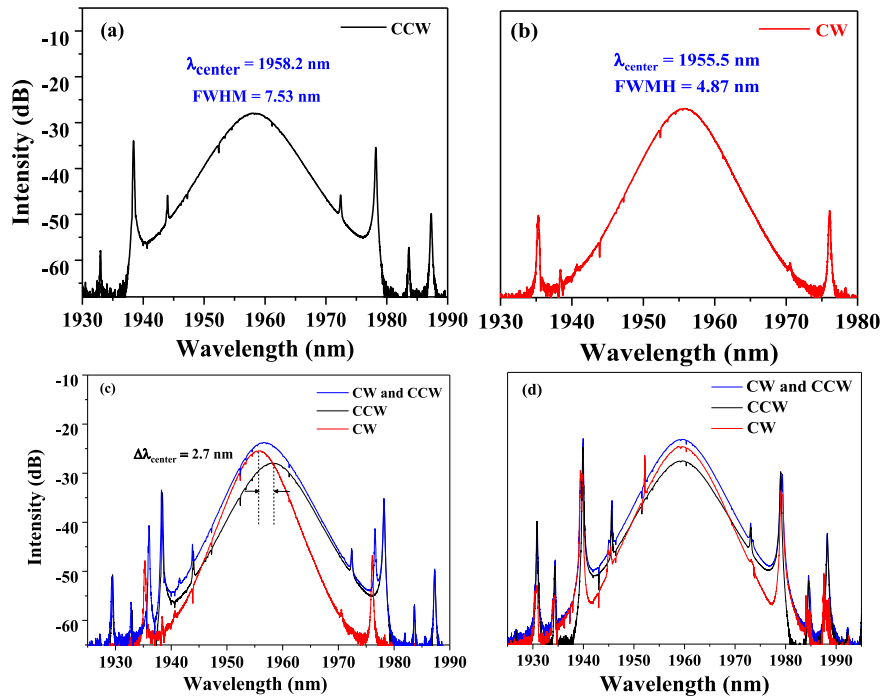 (a)
CCW
λcenter = 1958.2 nm
FWHM = 7.53 nm
Intensity (dB)
-10
-20
-30
-40
-50
-60
1930 1940 1950 1960 1970 1980 1990
Wavelength (nm)
(b)
CW
λcenter = 1955.5 nm
FWMH = 4.87 nm
1930 1940 1950 1960 1970 1980
Wavelength (nm)
(c)
CW and CCW
CCW
CW
Δλcenter = 2.7 nm
Intensity (dB)
-10
-20
-30
-40
-50
-60
1930 1940 1950 1960 1970 1980 1990
Wavelength (nm)
(d)
CW and CCW
CCW
CW
1930 1940 1950 1960 1970 1980 1990
Wavelength (nm)